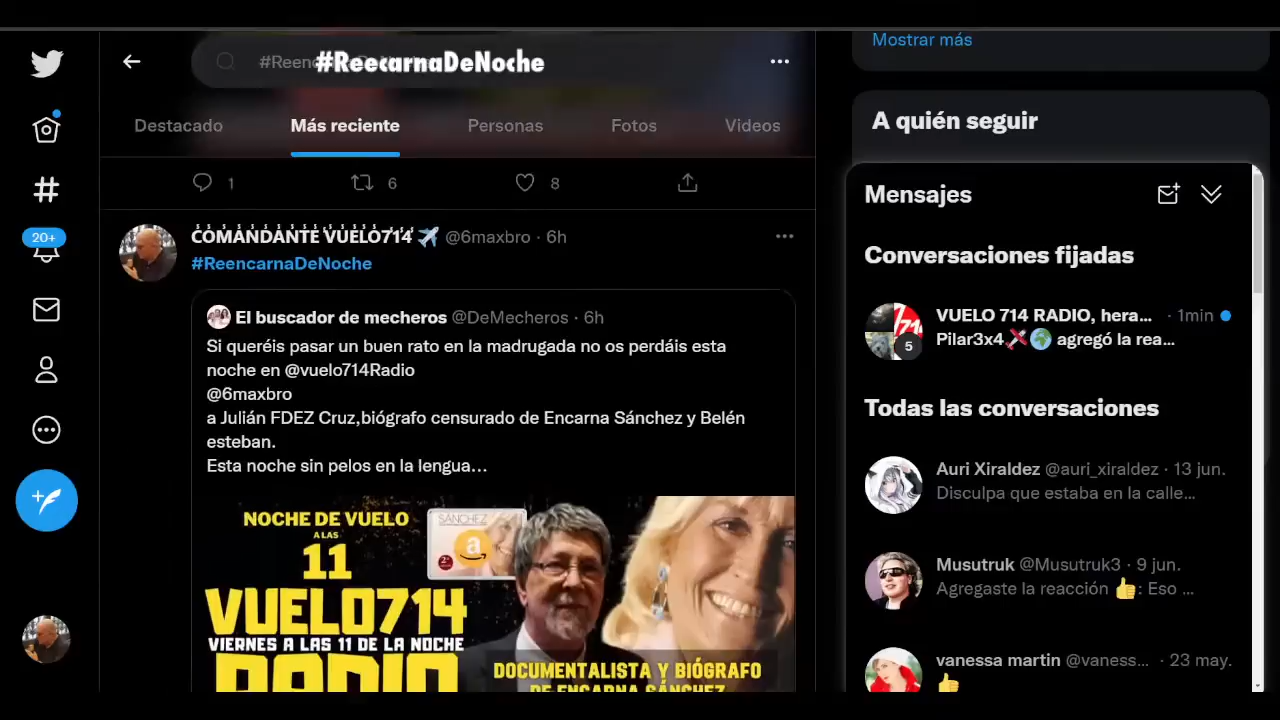 Mostrar más
#Reen
#ReecarnaDeNoche
Destacado
Más reciente
Personas
Fotos
Videos
A quién seguir
1
6
8
20+
COMANDANTE VUELO714 @6maxbro · 6h
#ReencarnaDeNoche
El buscador de mecheros @DeMecheros · 6h
Si queréis pasar un buen rato en la madrugada no os perdáis esta
noche en @vuelo714Radio
@6maxbro
a Julián FDEZ Cruz,biógrafo censurado de Encarna Sánchez y Belén
esteban.
Esta noche sin pelos en la lengua...
NOCHE DE VUELO
A LAS
11
VUELO714
VIERNES A LAS 11 DE LA NOCHE
RADIO
SÁNCHEZ
DOCUMENTALISTA Y BIÓGRAFO
DE ENCARNA SÁNCHEZ
Mensajes
Conversaciones fijadas
VUELO 714 RADIO, hera... · 1min
Pilar3x4 agregó la rea...
714
5
Todas las conversaciones
Auri Xiraldez @auri_xiraldez · 13 jun.
Disculpa que estaba en la calle...
Musutruk @Musutruk3 · 9 jun.
Agregaste la reacción 👍: Eso ...
vanessa martin @vaness... · 23 may.
👍